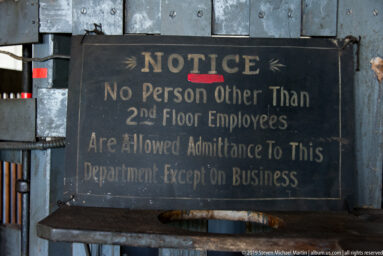 NOTICE
No Person Other Than
2nd Floor Employees
Are Allowed Admittance To This
Department Except On Business
© 2019 Steven Michael Martin | album.us.com | all rights reserved